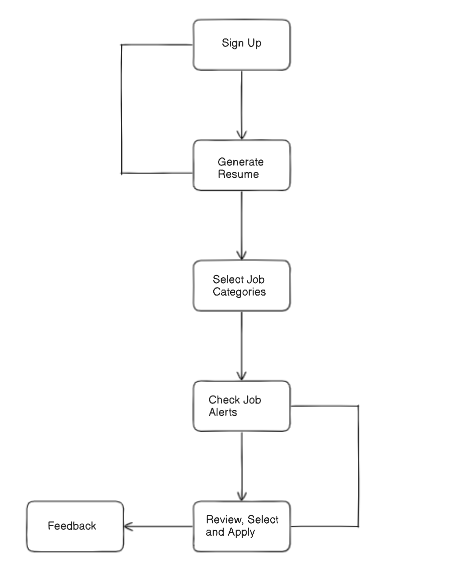 Sign Up
Generate
Resume
Select Job
Categories
Check Job
Alerts
Review, Select
and Apply
Feedback